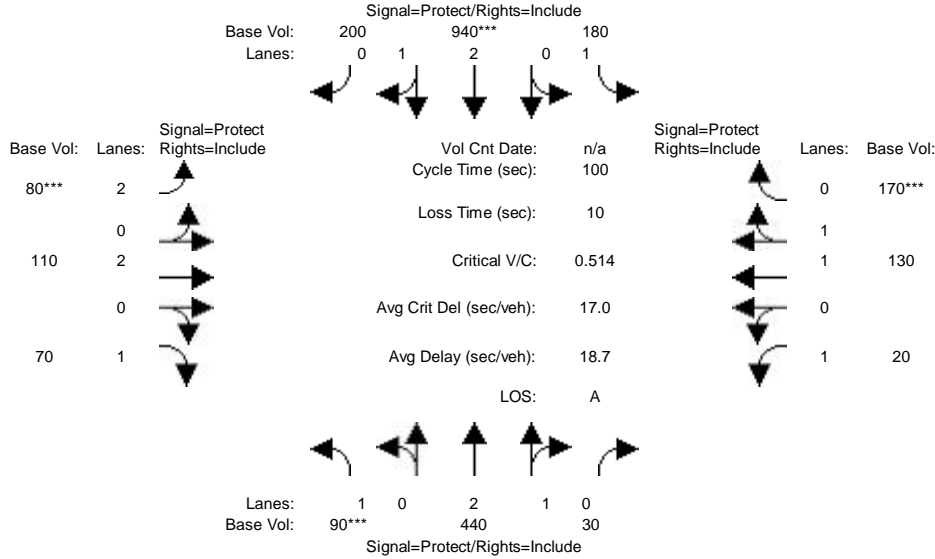 Signal=Protect/Rights=Include
Base Vol: 200 940*** 180
Lanes: 0 1 2 0 1
Signal=Protect
Base Vol: Lanes: Rights=Include
Vol Cnt Date: n/a
Signal=Protect
Rights=Include Lanes: Base Vol:
Cycle Time (sec): 100
80*** 2
0 170***
Loss Time (sec): 10
0
1
110 2
Critical V/C: 0.514
1 130
0
Avg Crit Del (sec/veh): 17.0
0
70 1
Avg Delay (sec/veh): 18.7
1 20
LOS: A
Lanes: 1 0 2 1 0
Base Vol: 90*** 440 30
Signal=Protect/Rights=Include